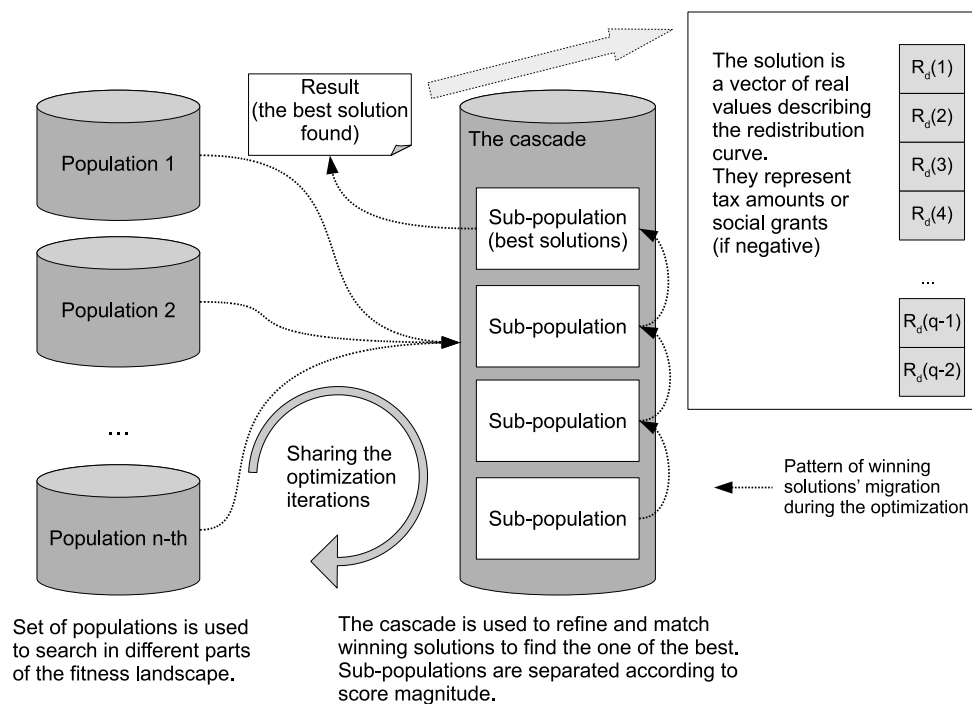 Population 1
Population 2
...
Population n-th
Set of populations is used
to search in different parts
of the fitness landscape.
Result
(the best solution
found)
Sharing the
optimization
iterations
The cascade
Sub-population
(best solutions)
Sub-population
Sub-population
Sub-population
The cascade is used to refine and match
winning solutions to find the one of the best.
Sub-populations are separated according to
score magnitude.
The solution is
a vector of real
values describing
the redistribution
curve.
They represent
tax amounts or
social grants
(if negative)
R_d(1)
R_d(2)
R_d(3)
R_d(4)
...
R_d(q-1)
R_d(q-2)
Pattern of winning
solutions' migration
during the optimization